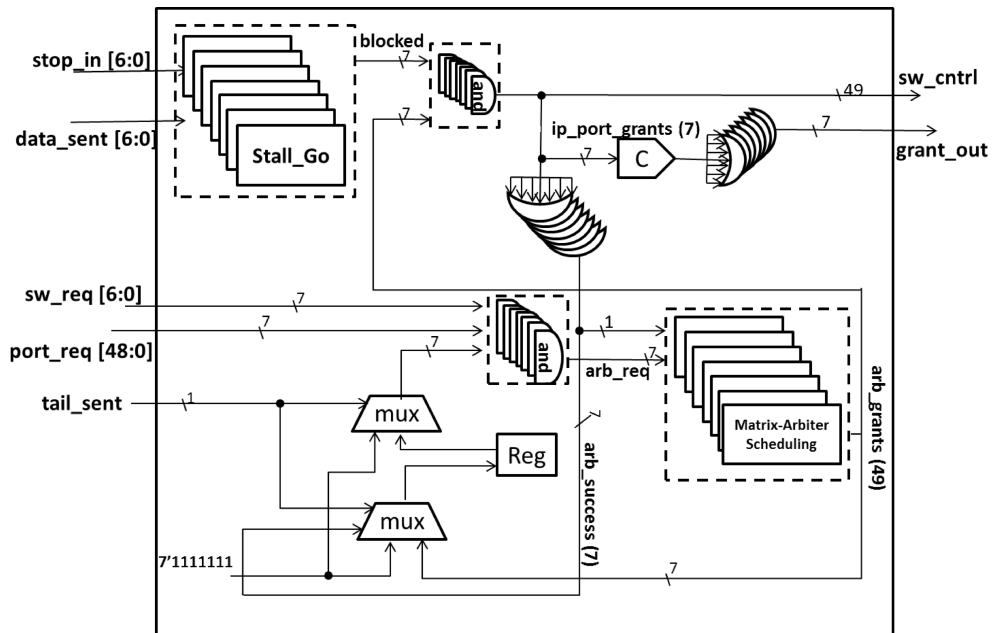 stop_in [6:0]
data_sent [6:0]
Stall_Go
blocked
7
7
and
49
sw_cntrl
ip_port_grants (7)
7
C
7
grant_out
sw_req [6:0]
7
7
port_req [48:0]
7
and
1
arb_req
7
tail_sent
1
mux
Reg
7
arb_success (7)
Matrix-Arbiter
Scheduling
arb_grants (49)
mux
7'1111111
7